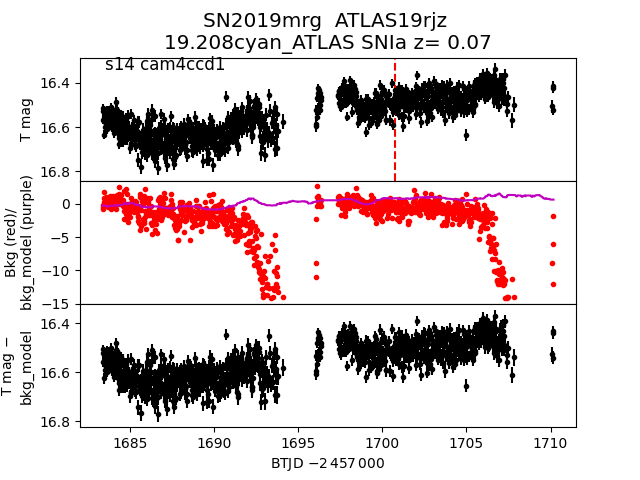 SN2019mrg  ATLAS19rjz
19.208cyan_ATLAS SNIa z= 0.07
s14 cam4ccd1
T mag
16.4
16.6
16.8
Bkg (red)/
bkg_model (purple)
0
−5
−10
−15
T mag −
bkg_model
16.4
16.6
16.8
1685 1690 1695 1700 1705 1710
BTJD −2 457 000